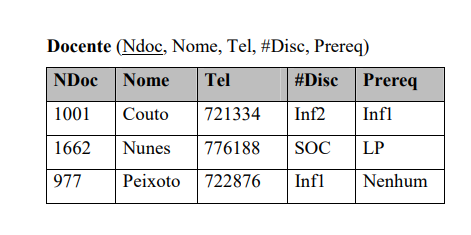 Docente (Ndoc, Nome, Tel, #Disc, Prereq)
NDoc Nome Tel #Disc Prereq
1001 Couto 721334 Inf2 Inf1
1662 Nunes 776188 SOC LP
977 Peixoto 722876 Inf1 Nenhum